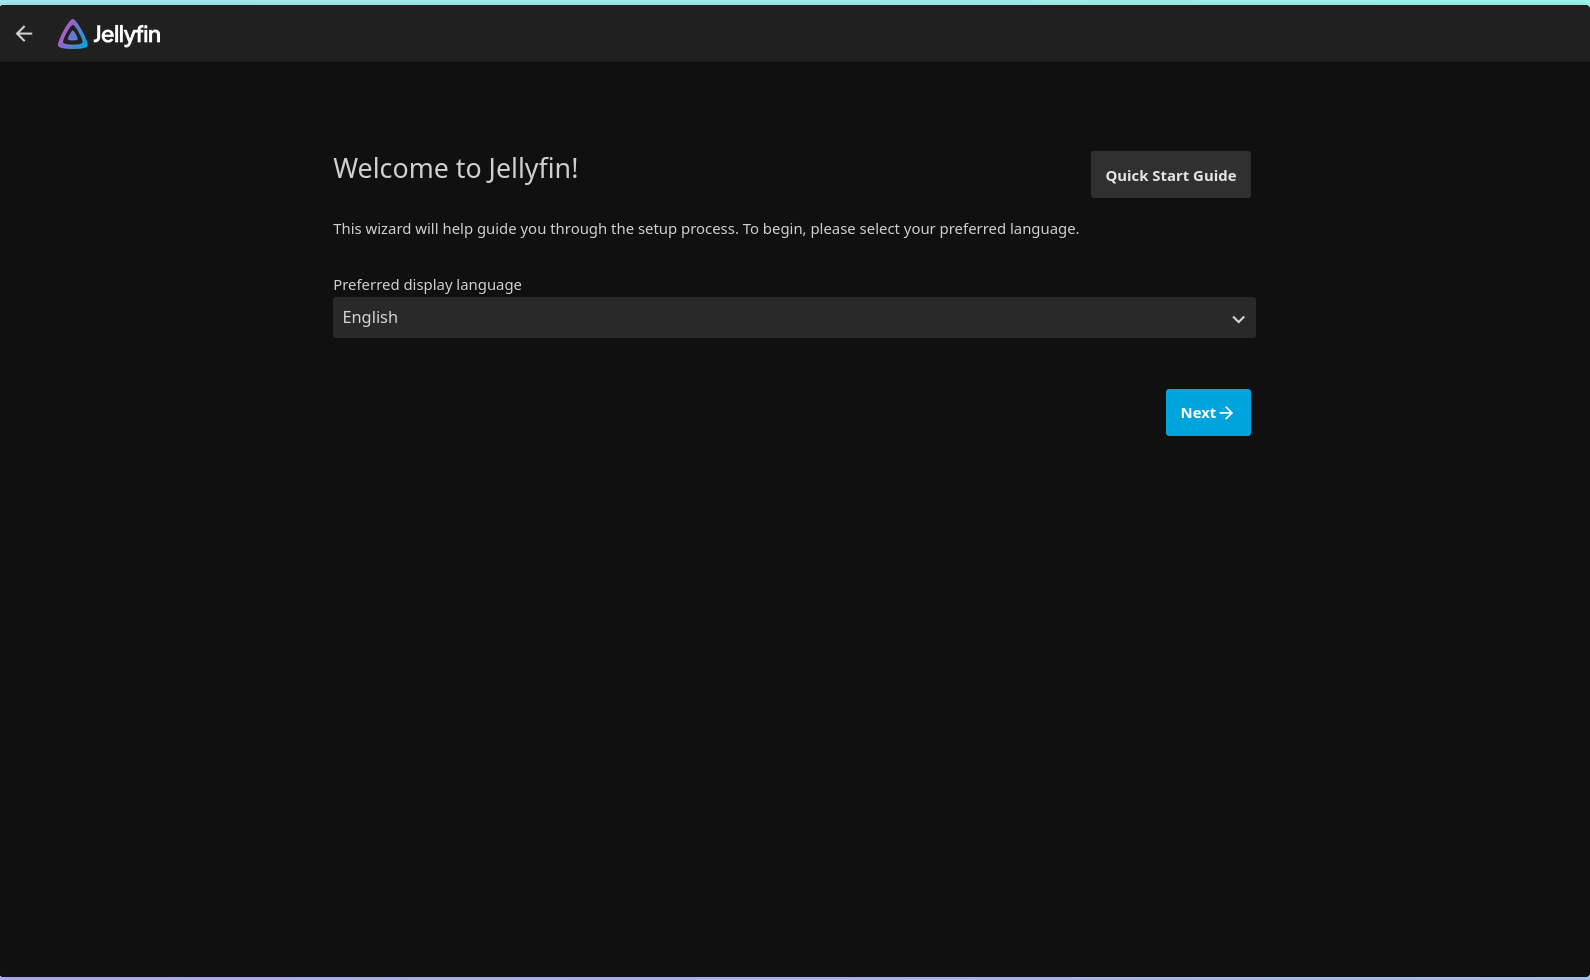 Jellyfin
Welcome to Jellyfin!
Quick Start Guide
This wizard will help guide you through the setup process. To begin, please select your preferred language.
Preferred display language
English
Next